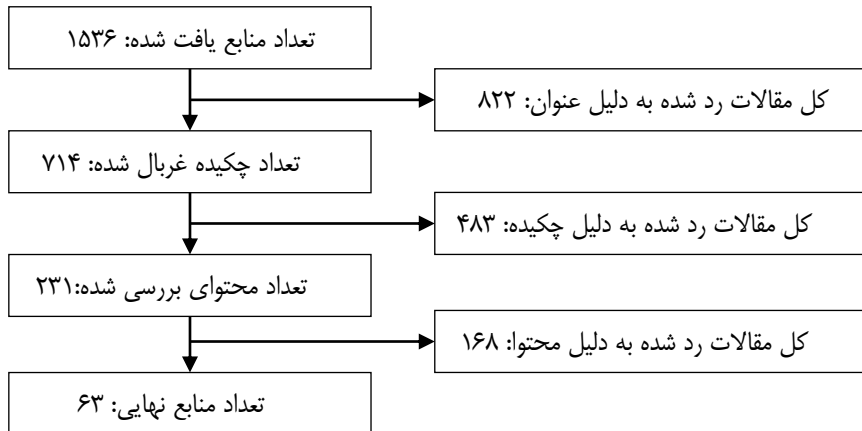 تعداد منابع یافت شده: ۱۵۳۶
کل مقالات رد شده به دلیل عنوان: ۸۲۲
تعداد چکیده غربال شده: ۷۱۴
کل مقالات رد شده به دلیل چکیده: ۴۸۳
تعداد محتوای بررسی شده:۲۳۱
کل مقالات رد شده به دلیل محتوا: ۱۶۸
تعداد منابع نهایی: ۶۳